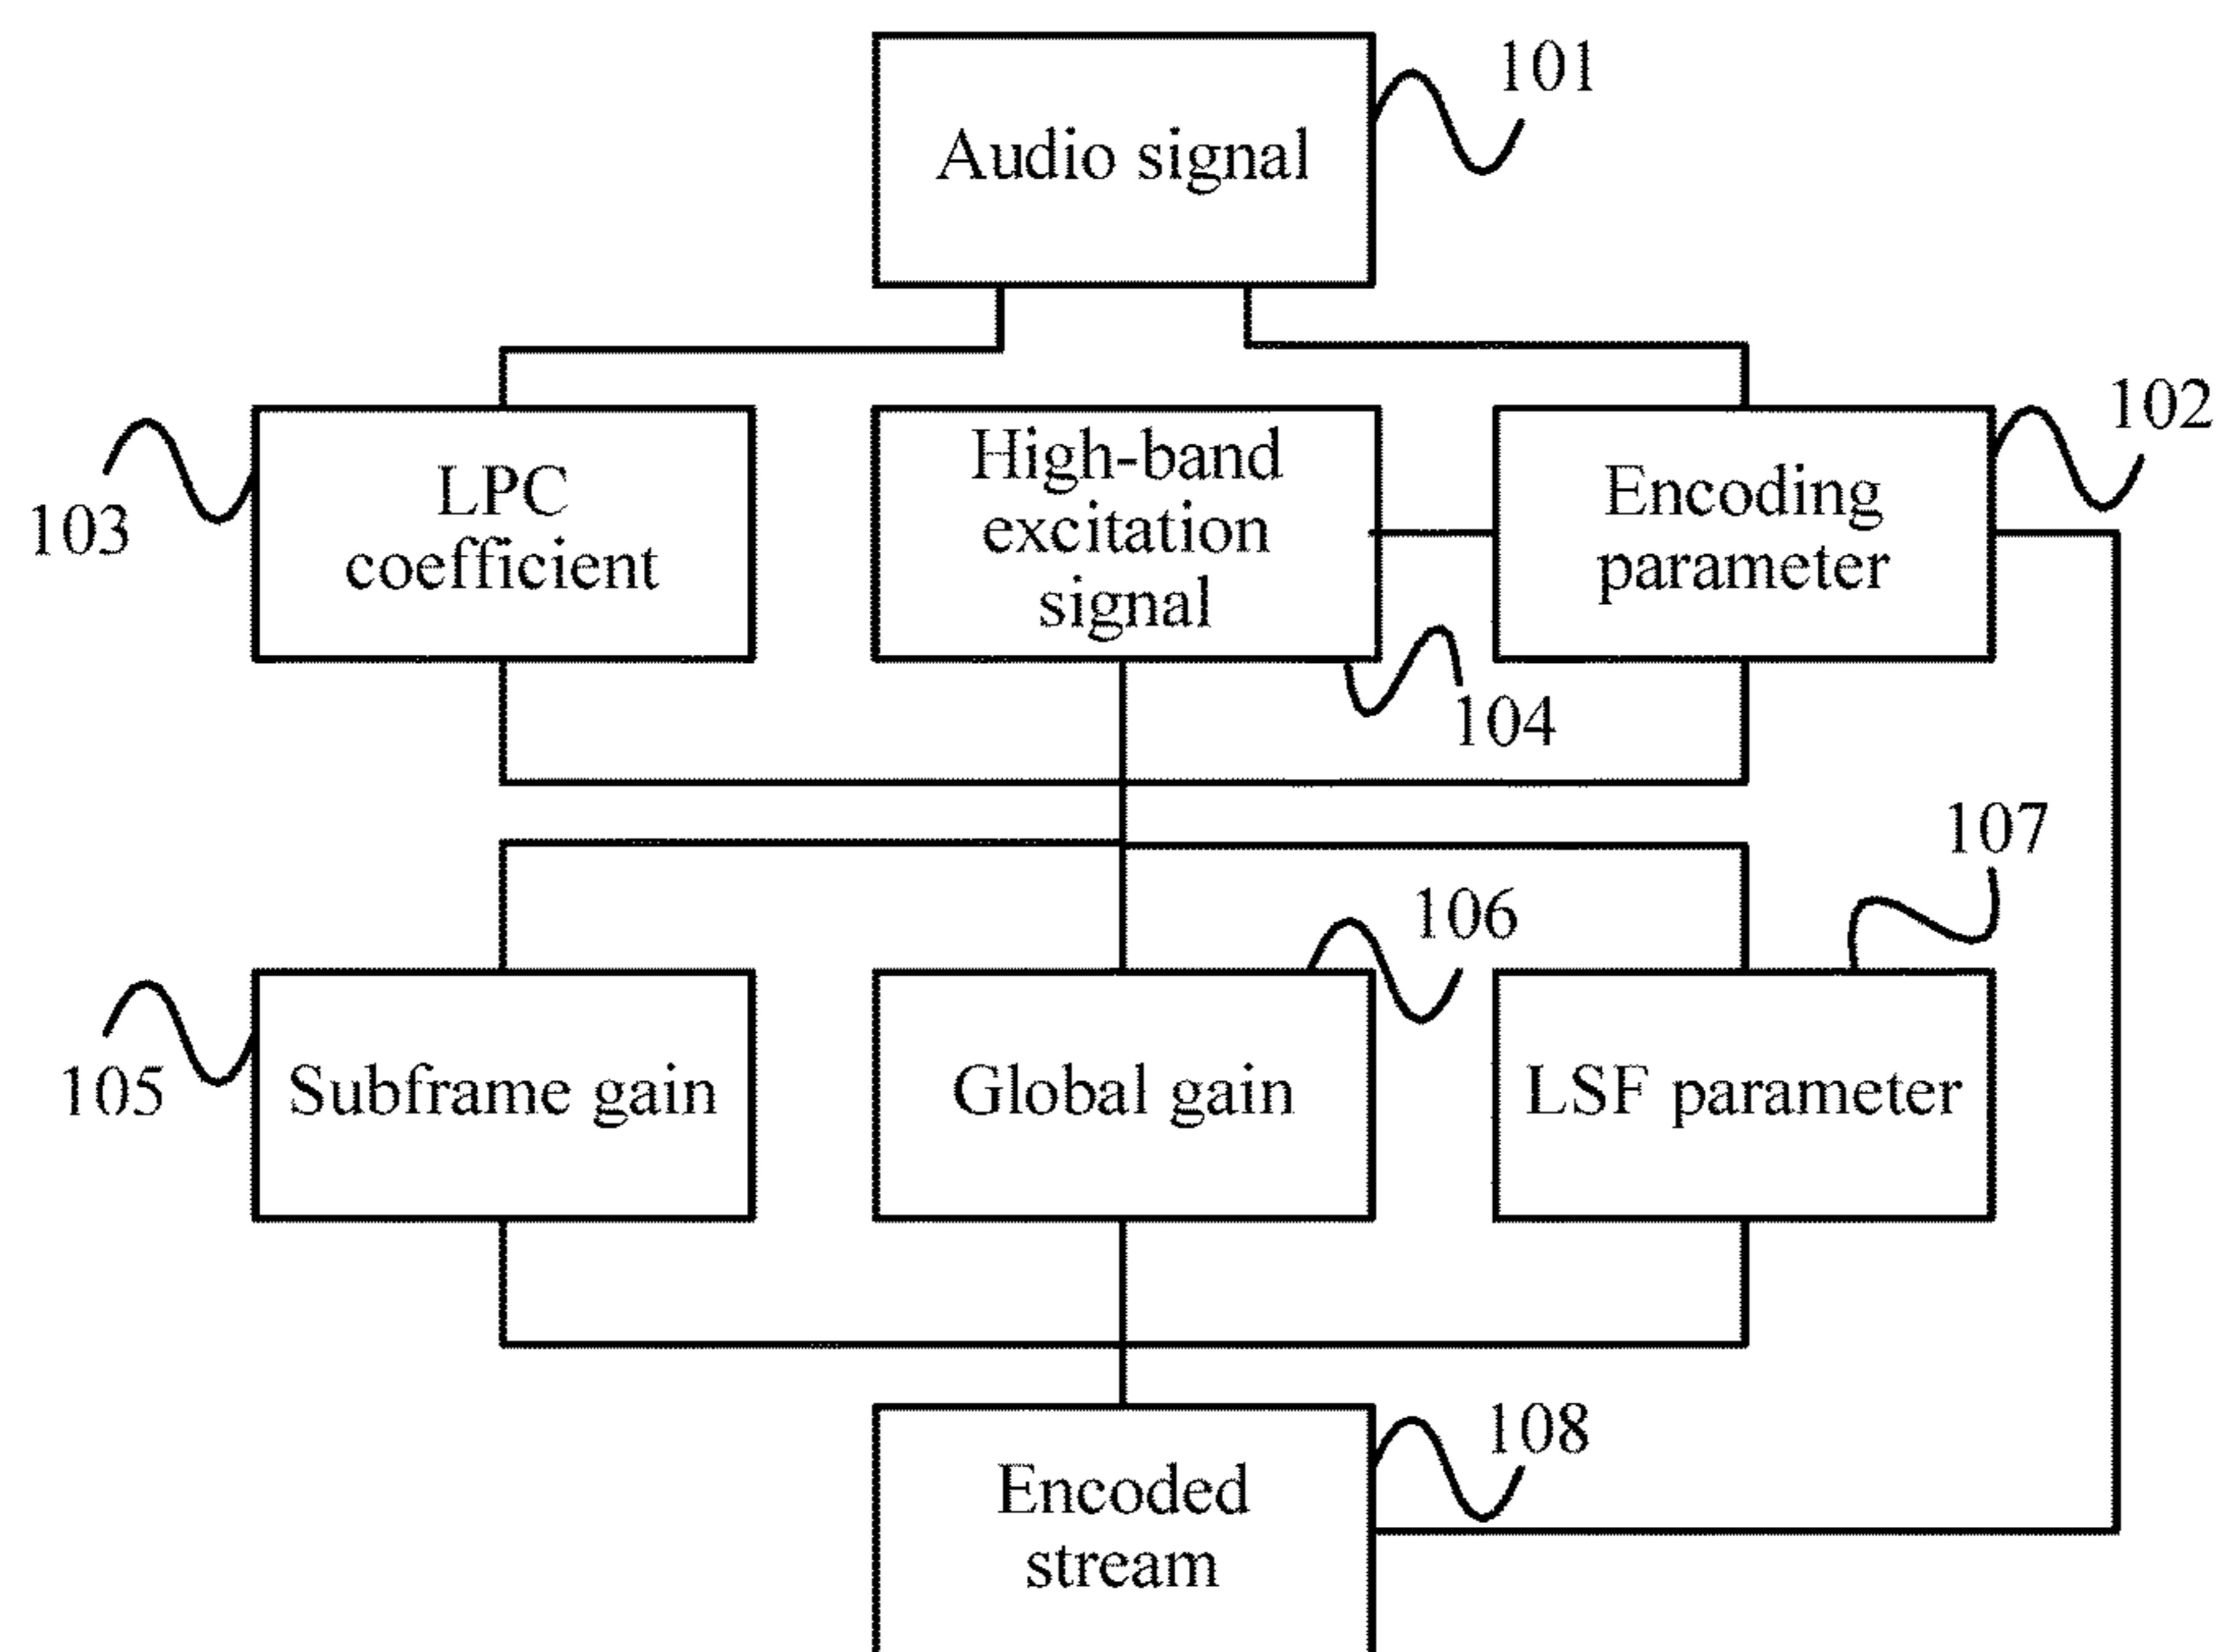 101
Audio signal
102
103
LPC
coefficient
High-band
excitation
signal
Encoding
parameter
104
107
106
105
Subframe gain
Global gain
LSF parameter
108
Encoded
stream